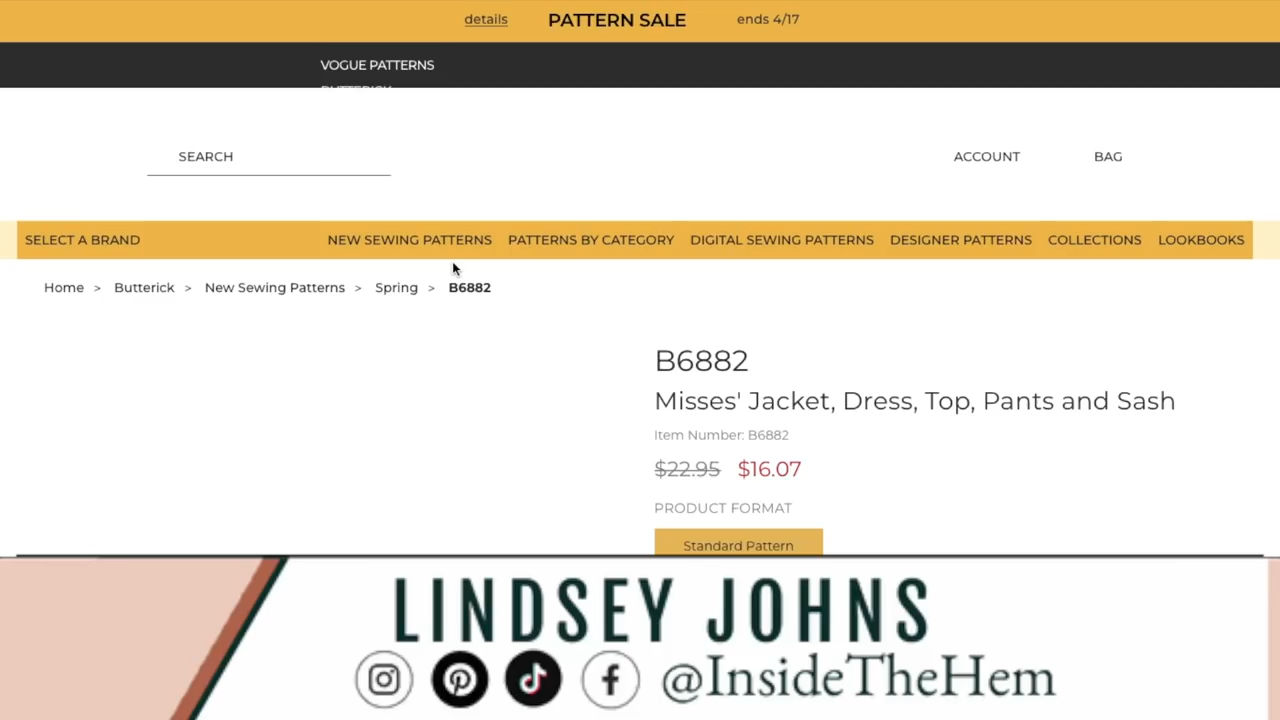 details PATTERN SALE ends 4/17
VOGUE PATTERNS
SEARCH ACCOUNT BAG
SELECT A BRAND NEW SEWING PATTERNS PATTERNS BY CATEGORY DIGITAL SEWING PATTERNS DESIGNER PATTERNS COLLECTIONS LOOKBOOKS
Home > Butterick > New Sewing Patterns > Spring > B6882
B6882
Misses' Jacket, Dress, Top, Pants and Sash
Item Number: B6882
$22.95 $16.07
PRODUCT FORMAT
Standard Pattern
LINDSEY JOHNS
@InsideTheHem